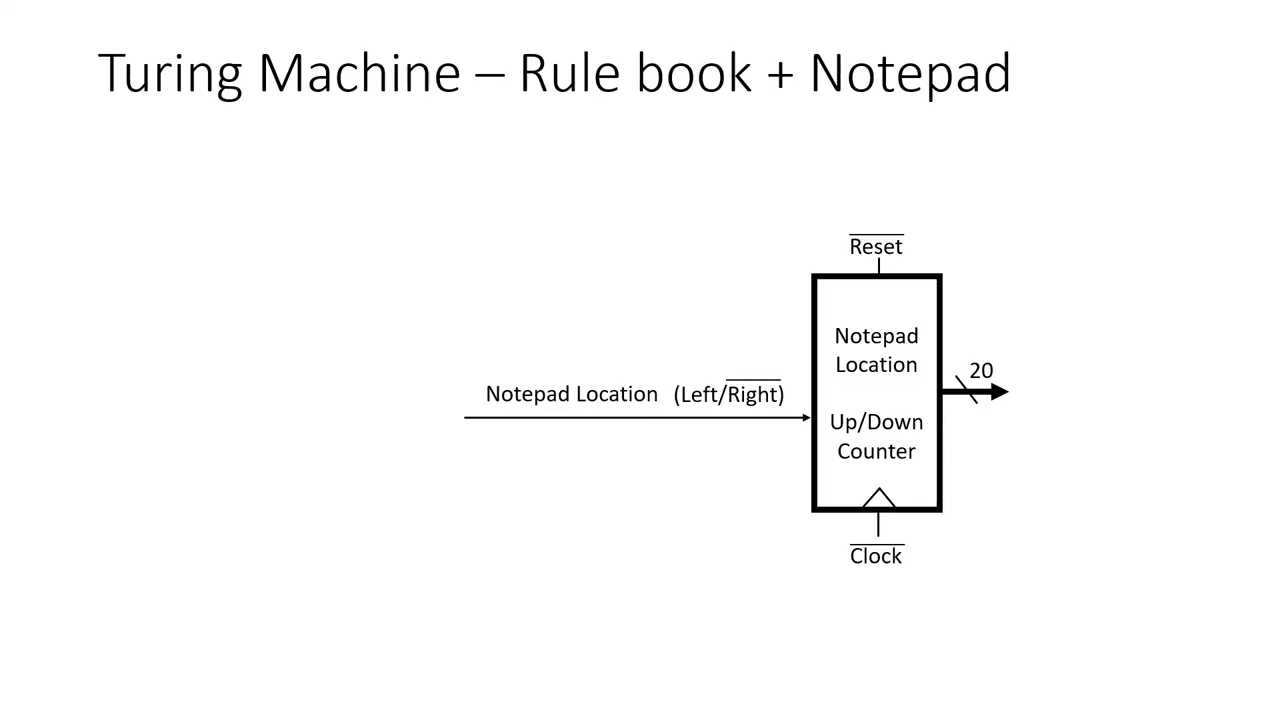 Turing Machine – Rule book + Notepad
Reset
Notepad
Location
20
Notepad Location (Left/Right)
Up/Down
Counter
Clock